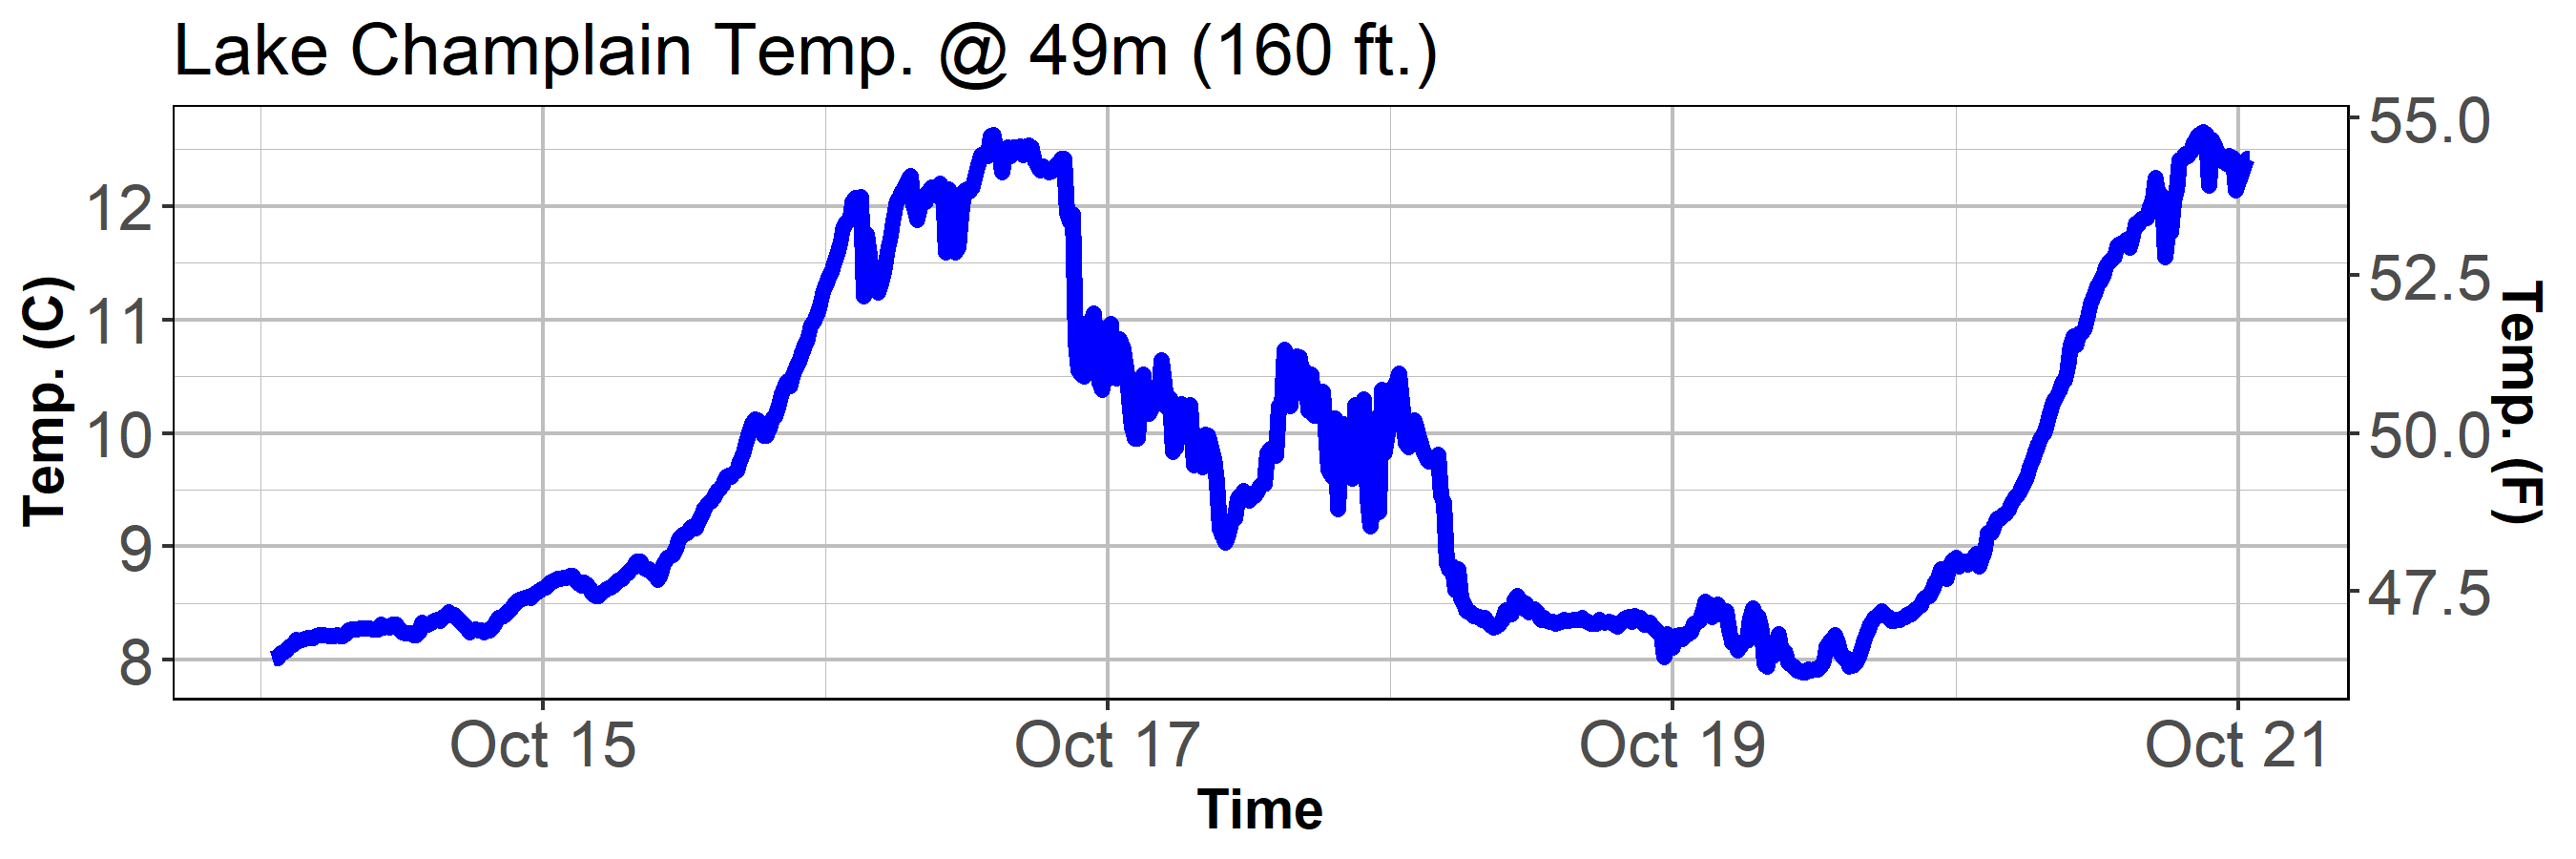 Lake Champlain Temp. @ 49m (160 ft.)
Temp. (C)
12
11
10
9
8
55.0
52.5
50.0
47.5
Temp. (F)
Oct 15
Oct 17
Oct 19
Oct 21
Time